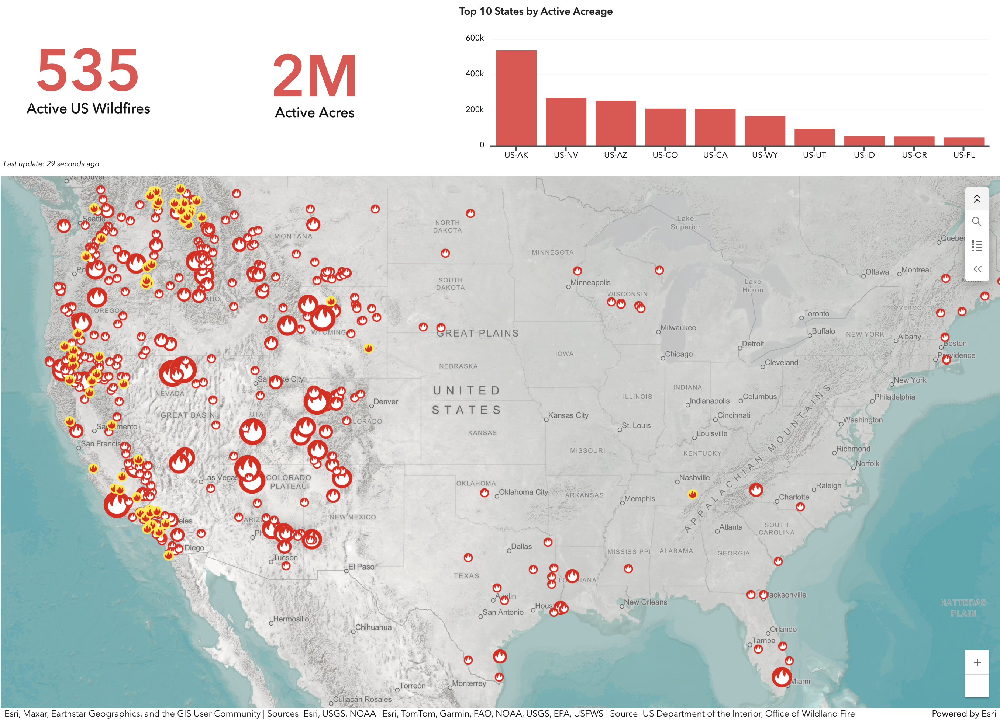 Top 10 States by Active Acreage
535
Active US Wildfires
2M
Active Acres
600k
400k
200k
0
US-AK
US-NV
US-AZ
US-CO
US-CA
US-WY
US-UT
US-ID
US-OR
US-FL
Last update: 29 seconds ago
Vancouver
Seattle
NORTH
DAKOTA
Lake
Superior
MONTANA
Quebec
MINNESOTA
Ottawa
Montreal
Po
SOUTH
DAKOTA
Minneapolis
Lake
Huron
WISCONSIN
MAINE
AHO
OREGON
VERMONT
Toronto
Milwaukee
Buffalo
NEW YORK
Albany
WYOMING
GREAT PLAINS
Detroit
Boston
IOWA
Chicago
Providence
NEBRASKA
Cleveland
Salt
ke City
New York
NEVADA
UNITED
STATES
INDIANA
ILLINOIS
Indianapolis
Columbus
Philadelphia
Denver
GREAT BASIN
UTAH
Kansas City
Cincinnati
OLORADO
Washington
St. Louis
Sa
mento
KANSAS
Louisville
San Francis
MISSOURI
KENTUCKY
Richmond
Norfolk
Las Vegas
COLORADO
PLATEAU
APPALACHIAN MOUNTAINS
Nashville
OKLAHOMA
Oklahoma City
ARKANSAS
Memphis
Raleigh
Charlotte
NEW MEXICO
ARIZ
eles
Ph
Atlanta
SOUTH
CAROLINA
Diego
Dallas
MISSISSIPPI
ALABAMA
GEORGIA
Tucson
El Paso
TEXAS
LO
SIANA
Austin
Jacksonville
Houst
New Orleans
San Antonio
HATTERAS
PLAIN
Hermosillo
Chihuahua
Orlando
Tampa
Miami
Monterrey
Torreón
Culiacán Rosales
MEXICO
Esri, Maxar, Earthstar Geographics, and the GIS User Community | Sources: Esri, USGS, NOAA | Esri, TomTom, Garmin, FAO, NOAA, USGS, EPA, USFWS | Source: US Department of the Interior, Office of Wildland Fire
Powered by Esri